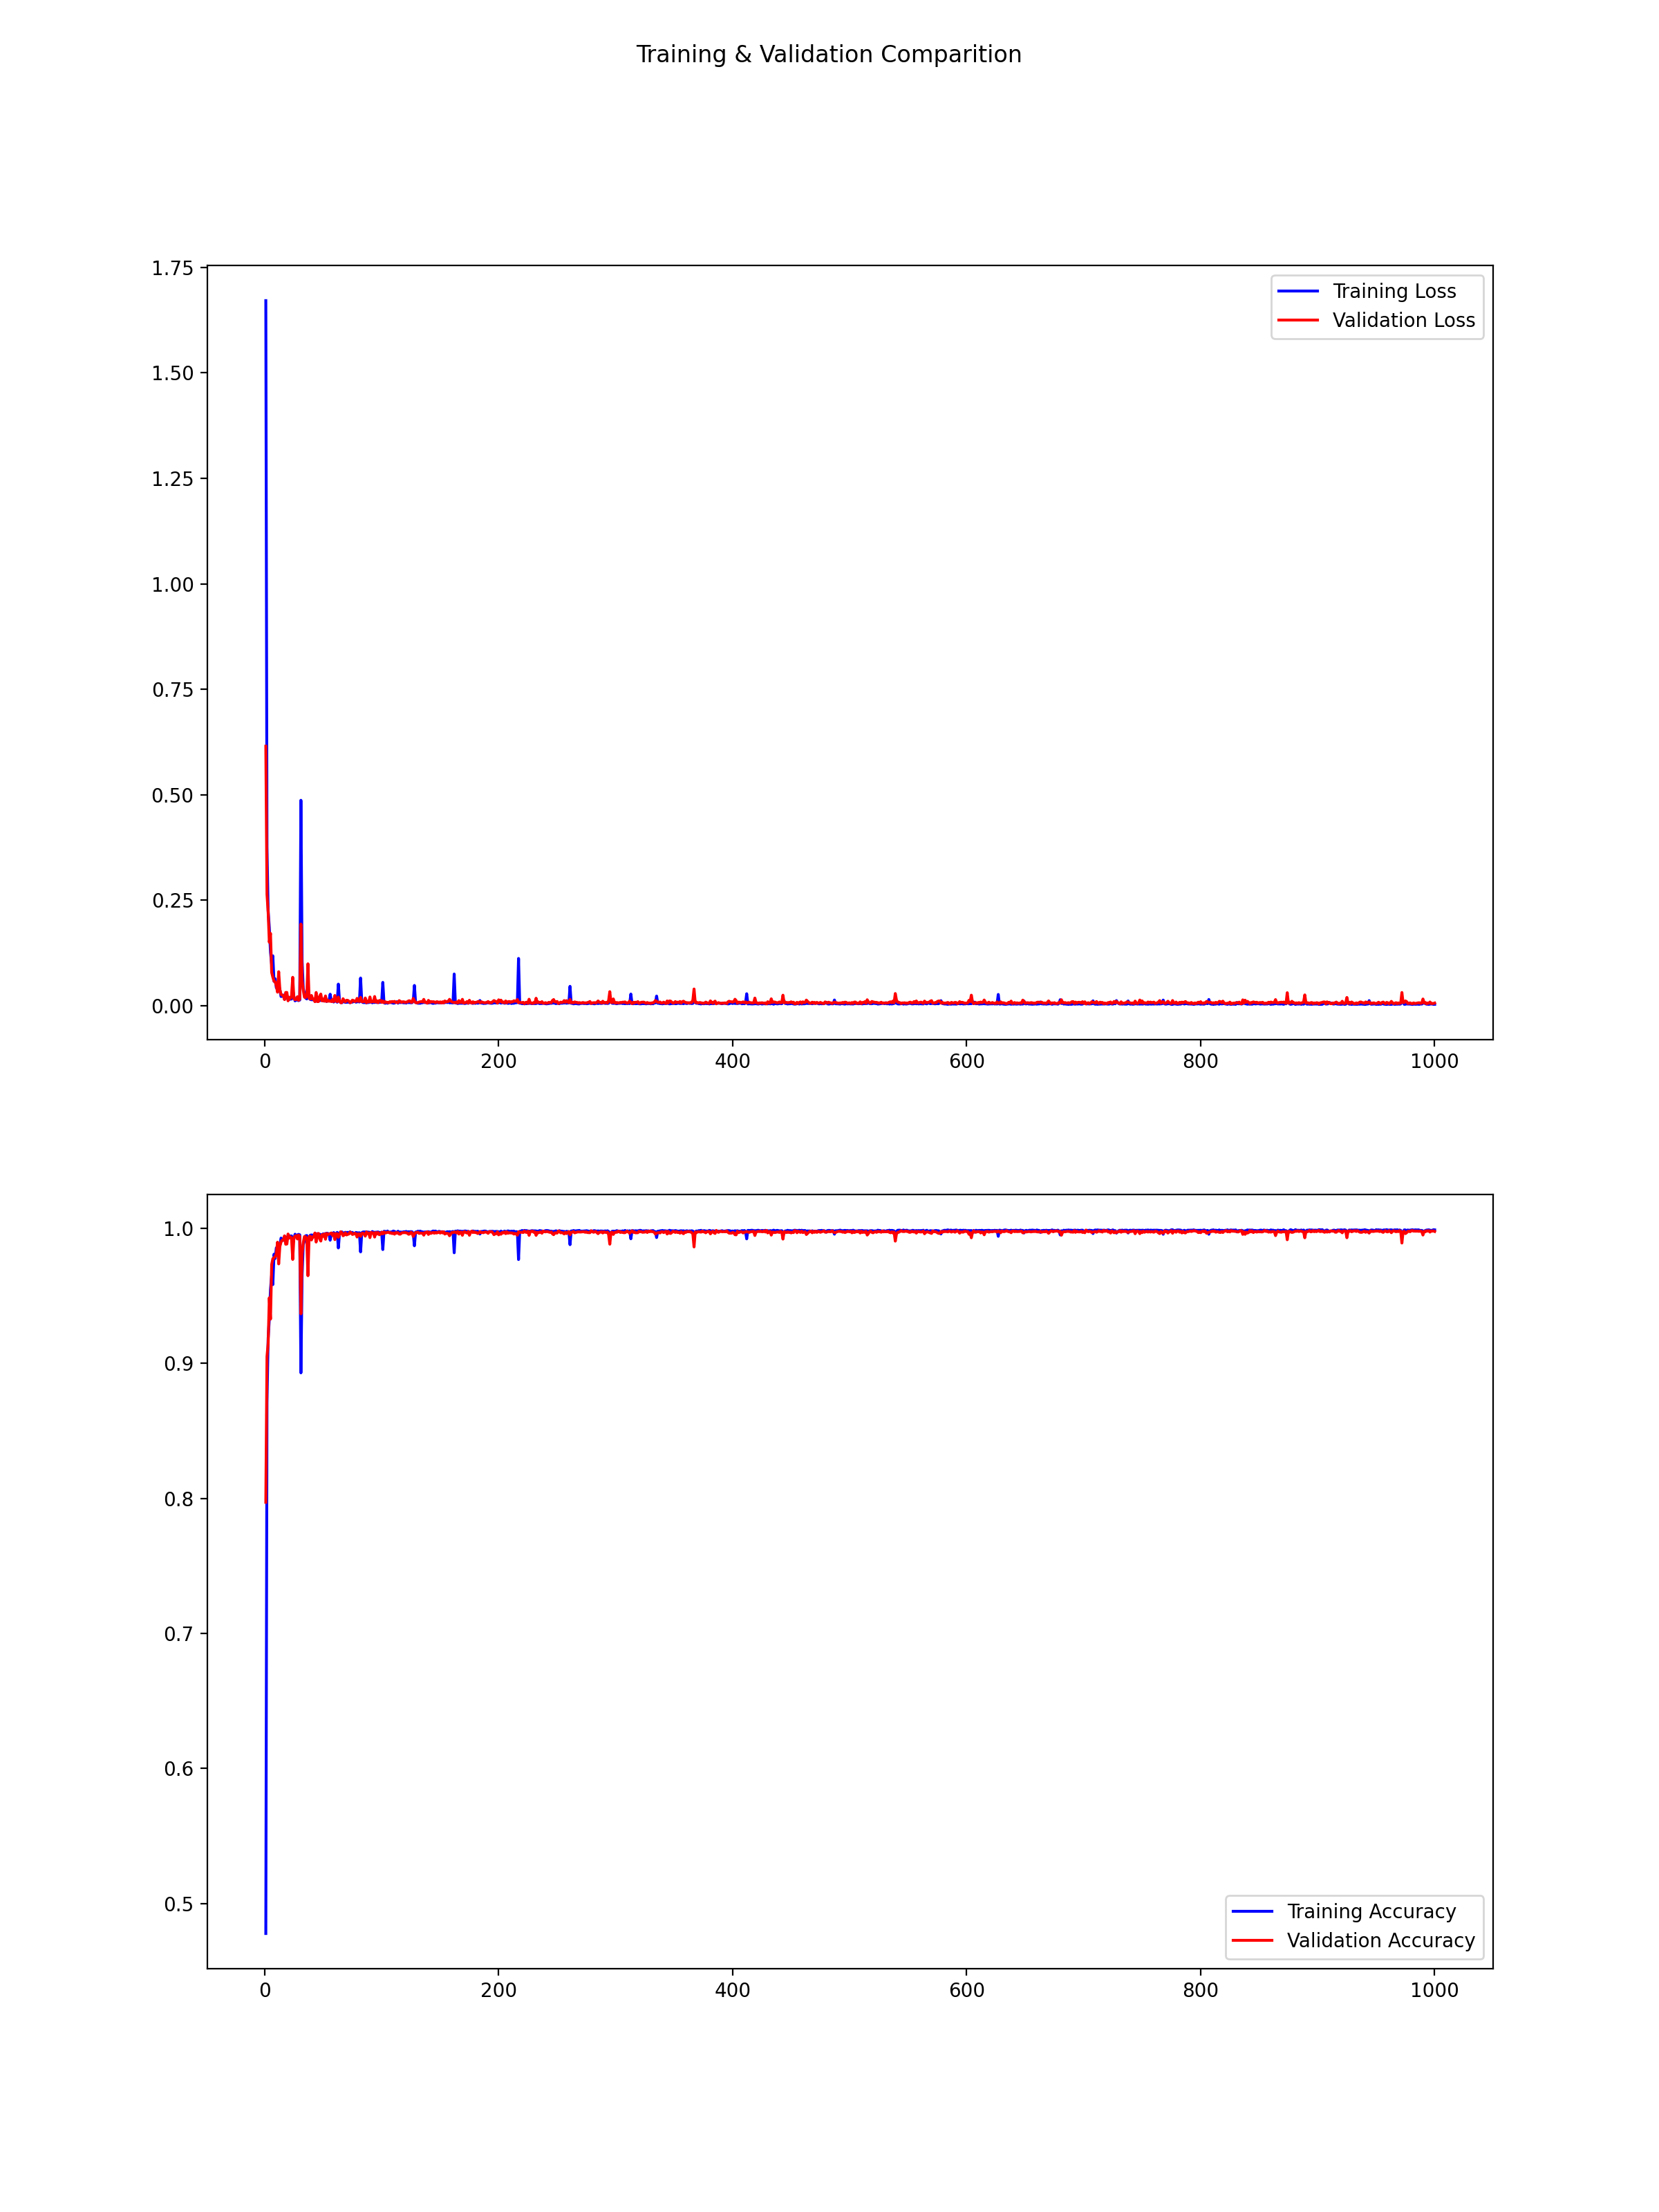 Training & Validation Comparition
1.75
1.50
1.25
1.00
0.75
0.50
0.25
0.00
Training Loss
Validation Loss
0 200 400 600 800 1000
1.0
0.9
0.8
0.7
0.6
0.5
Training Accuracy
Validation Accuracy
0 200 400 600 800 1000